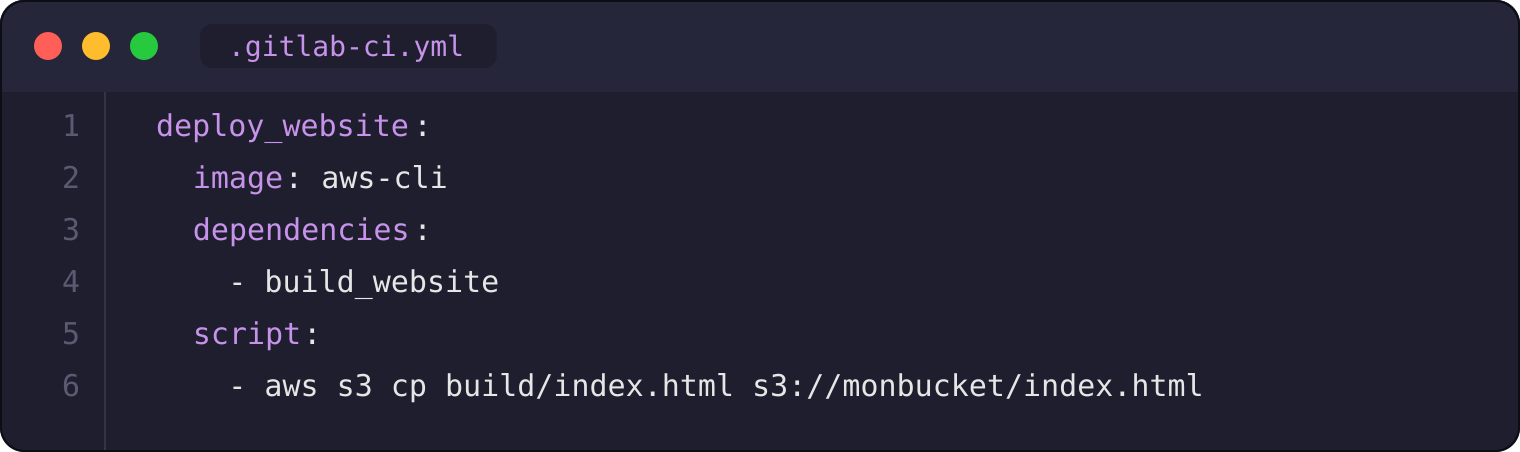 .gitlab-ci.yml
1 deploy_website:
2   image: aws-cli
3   dependencies:
4     - build_website
5   script:
6     - aws s3 cp build/index.html s3://monbucket/index.html